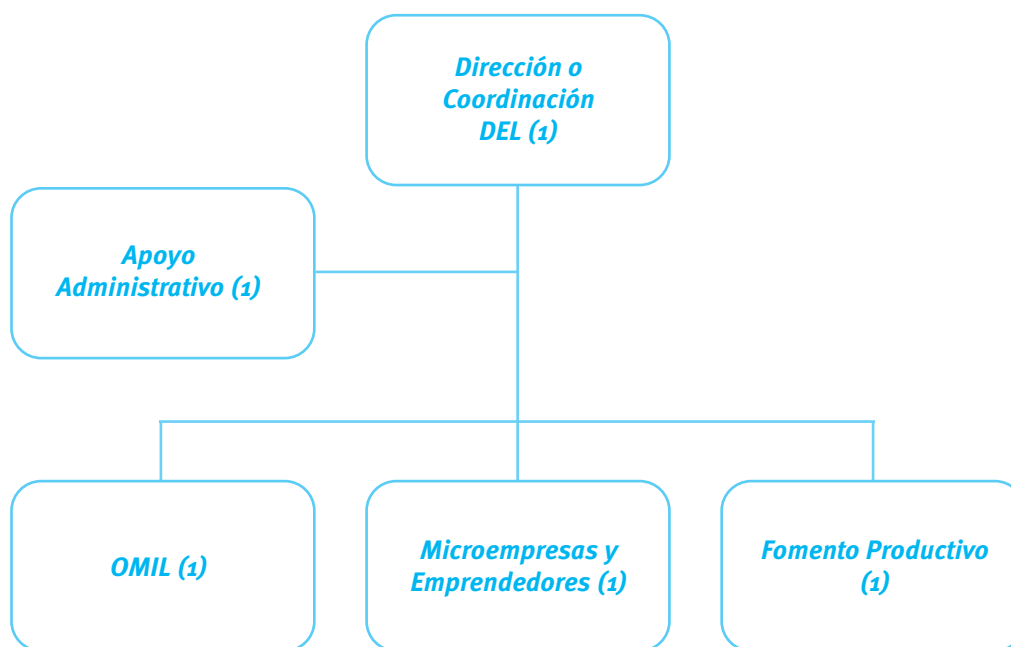 Dirección o
Coordinación
DEL (1)
Apoyo
Administrativo (1)
OMIL (1)
Microempresas y
Emprendedores (1)
Fomento Productivo
(1)